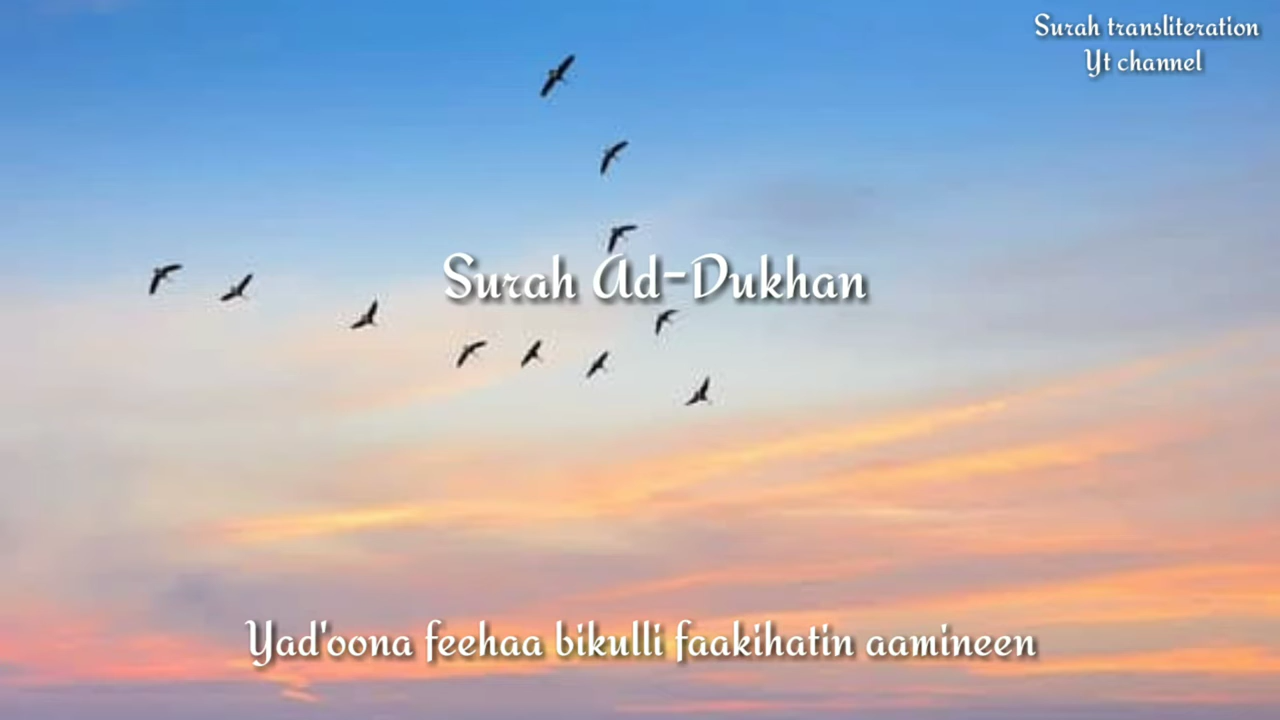 Surah transliteration
Yt channel
Surah Ad-Dukhan
Yad'oona feehaa bikulli faakihatin aamineen